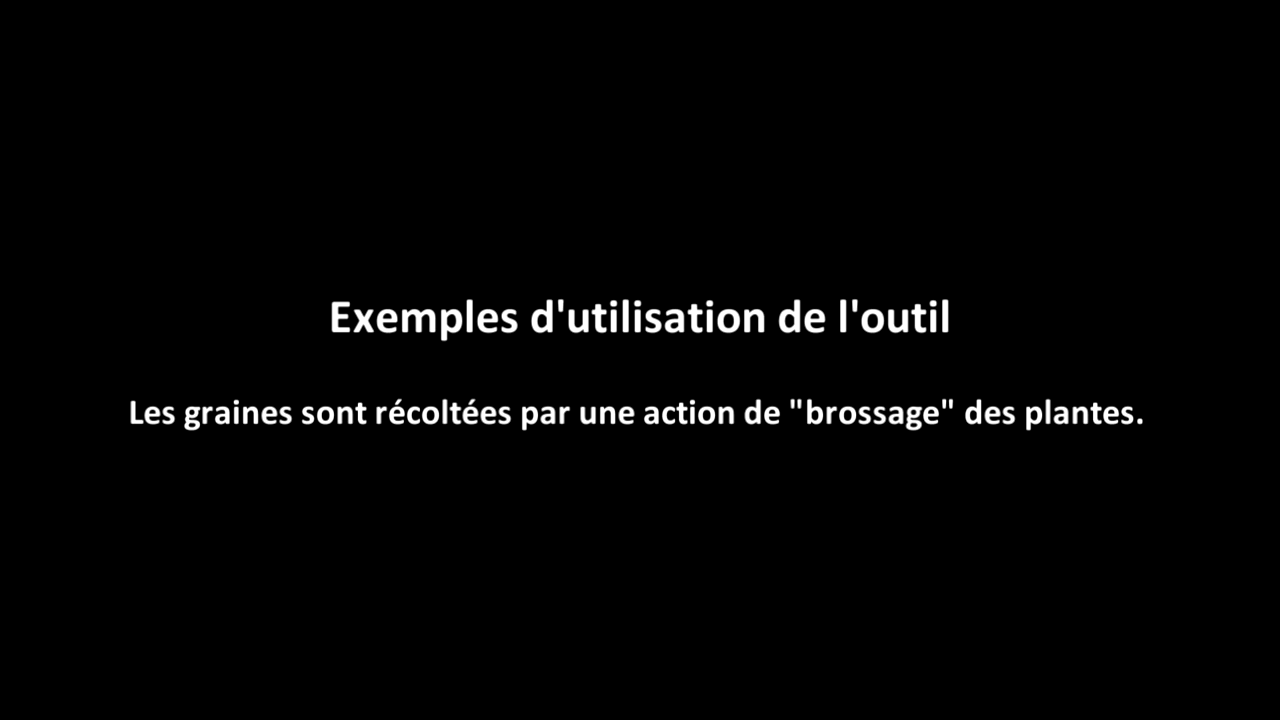 Exemples d'utilisation de l'outil
Les graines sont récoltées par une action de "brossage" des plantes.